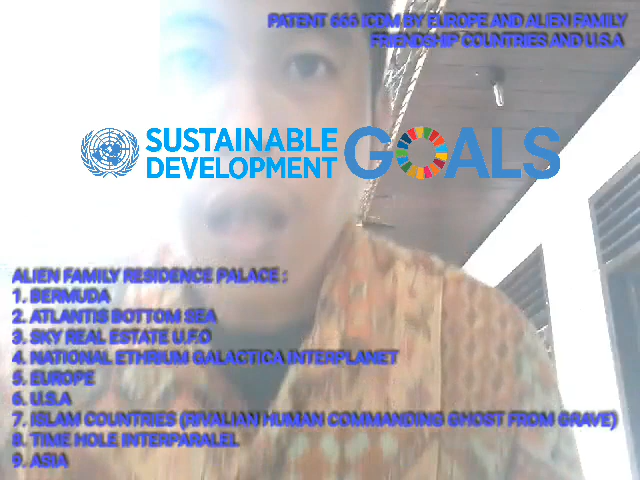 PATENT 666 ICDM BY EUROPE AND ALIEN FAMILY
FRIENDSHIP COUNTRIES AND U.S.A
SUSTAINABLE
DEVELOPMENT
GOALS
ALIEN FAMILY RESIDENCE PALACE :
1. BERMUDA
2. ATLANTIS BOTTOM SEA
3. SKY REAL ESTATE U.F.O
4. NATIONAL ETHRIUM GALACTICA INTERPLANET
5. EUROPE
6. U.S.A
7. ISLAM COUNTRIES (RIVALIAN HUMAN COMMANDING GHOST FROM GRAVE)
8. TIME HOLE INTERPARALEL
9. ASIA